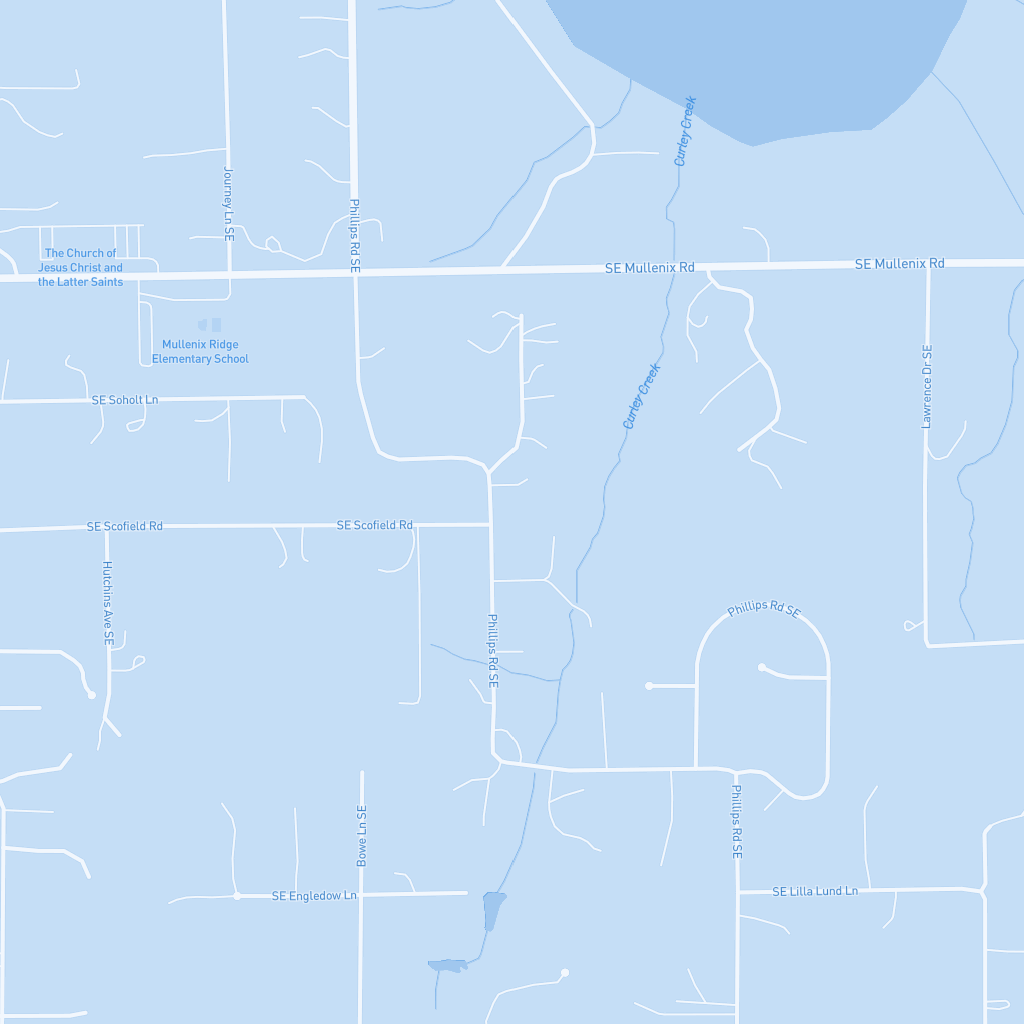 Curley Creek
Journey Ln SE
Phillips Rd SE
The Church of
Jesus Christ and
the Latter Saints
SE Mullenix Rd
SE Mullenix Rd
Mullenix Ridge
Elementary School
Curley Creek
Lawrence Dr SE
SE Soholt Ln
SE Scofield Rd
SE Scofield Rd
Hutchins Ave SE
Phillips Rd SE
Phillips Rd SE
Phillips Rd SE
Bowe Ln SE
SE Engledow Ln
SE Lilla Lund Ln